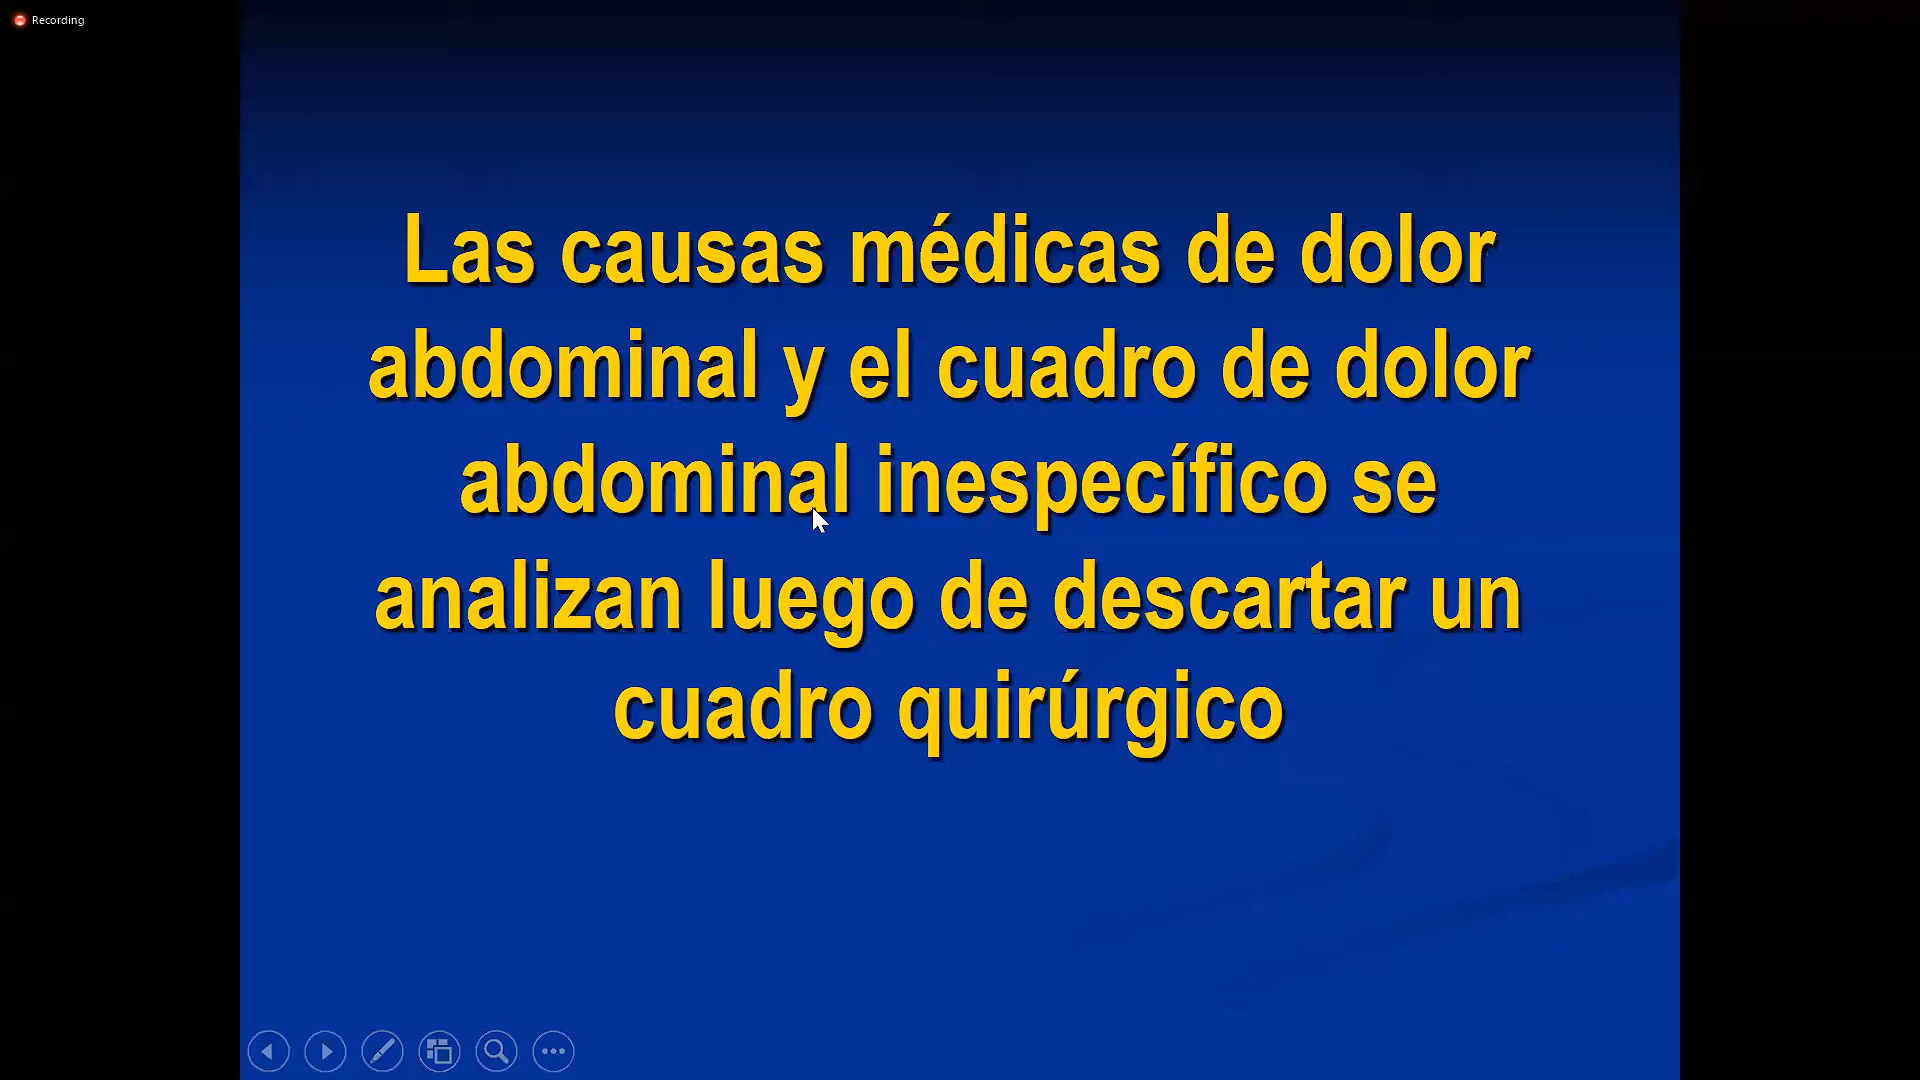 Recording
Las causas médicas de dolor
abdominal y el cuadro de dolor
abdominal inespecífico se
analizan luego de descartar un
cuadro quirúrgico